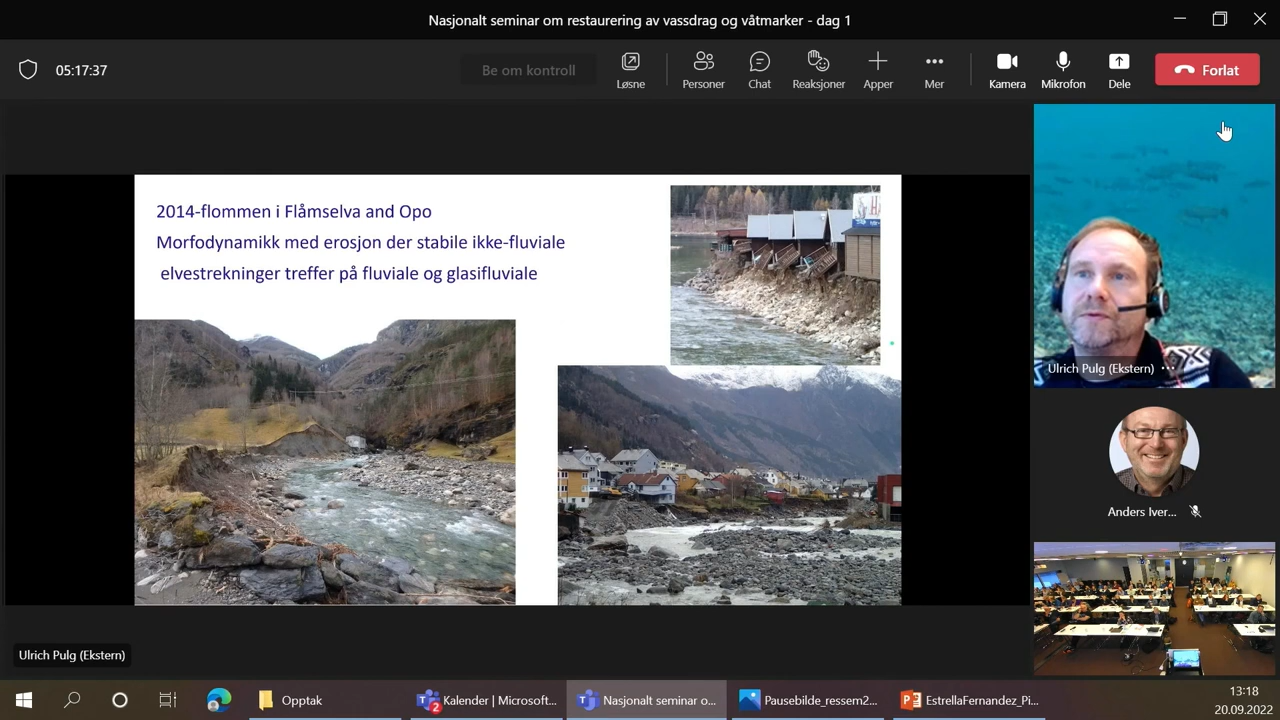 Nasjonalt seminar om restaurering av vassdrag og våtmarker - dag 1
05:17:37
Be om kontroll
Løsne
Personer
Chat
Reaksjoner
Apper
Mer
Kamera
Mikrofon
Dele
Forlat
2014-flommen i Flåmselva and Opo
Morfodynamikk med erosjon der stabile ikke-fluviale
elvestrekninger treffer på fluviale og glasifluviale
Ulrich Pulg (Ekstern) ...
Anders Iver...
Ulrich Pulg (Ekstern)
Opptak
2
Kalender | Microsoft...
Nasjonalt seminar o...
Pausebilde_ressem2...
EstrellaFernandez_Pi...
13:18
20.09.2022